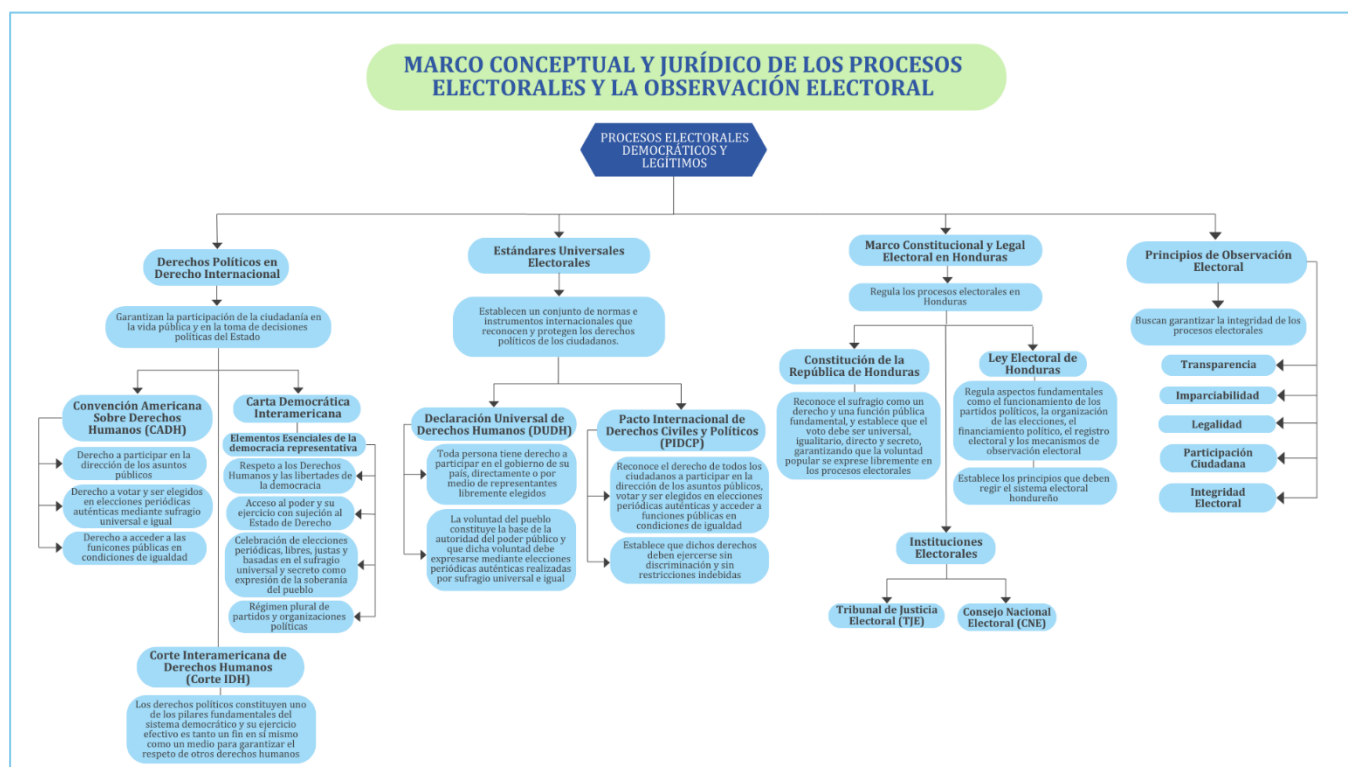 MARCO CONCEPTUAL Y JURÍDICO DE LOS PROCESOS
ELECTORALES Y LA OBSERVACIÓN ELECTORAL
PROCESOS ELECTORALES
DEMOCRÁTICOS Y
LEGÍTIMOS
Derechos Políticos en
Derecho Internacional
Garantizan la participación de la ciudadanía en
la vida pública y en la toma de decisiones
políticas del Estado
Convención Americana
Sobre Derechos
Humanos (CADH)
Derecho a participar en la
dirección de los asuntos
públicos
Derecho a votar y ser elegidos
en elecciones periódicas
auténticas mediante sufragio
universal e igual
Derecho a acceder a las
funicones públicas en
condiciones de igualdad
Carta Democrática
Interamericana
Elementos Esenciales de la
democracia representativa
Respeto a los Derechos
Humanos y las libertades de
la democracia
Acceso al poder y su
ejercicio con sujeción al
Estado de Derecho
Celebración de elecciones
periódicas, libres, justas y
basadas en el sufragio
universal y secreto como
expresión de la soberanía
del pueblo
Régimen plural de
partidos y organizaciones
políticas
Corte Interamericana de
Derechos Humanos
(Corte IDH)
Los derechos políticos constituyen uno
de los pilares fundamentales del
sistema democrático y su ejercicio
efectivo es tanto un fin en sí mismo
como un medio para garantizar el
respeto de otros derechos humanos
Estándares Universales
Electorales
Establecen un conjunto de normas e
instrumentos internacionales que
reconocen y protegen los derechos
políticos de los ciudadanos.
Declaración Universal de
Derechos Humanos (DUDH)
Toda persona tiene derecho a
participar en el gobierno de su
país, directamente o por
medio de representantes
libremente elegidos
La voluntad del pueblo
constituye la base de la
autoridad del poder público y
que dicha voluntad debe
expresarse mediante elecciones
periódicas auténticas realizadas
por sufragio universal e igual
Pacto Internacional de
Derechos Civiles y Políticos
(PIDCP)
Reconoce el derecho de todos los
ciudadanos a participar en la
dirección de los asuntos públicos,
votar y ser elegidos en elecciones
periódicas auténticas y acceder a
funciones públicas en
condiciones de igualdad
Establece que dichos derechos
deben ejercerse sin
discriminación y sin
restricciones indebidas
Marco Constitucional y Legal
Electoral en Honduras
Regula los procesos electorales en
Honduras
Constitución de la
República de Honduras
Reconoce el sufragio como un
derecho y una función pública
fundamental, y establece que el
voto debe ser universal,
igualitario, directo y secreto,
garantizando que la voluntad
popular se exprese libremente en
los procesos electorales
Ley Electoral de
Honduras
Regula aspectos fundamentales
como el funcionamiento de los
partidos políticos, la organización
de las elecciones, el
financiamiento político, el registro
electoral y los mecanismos de
observación electoral
Establece los principios que deben
regir el sistema electoral
hondureño
Instituciones
Electorales
Tribunal de Justicia
Electoral (TJE)
Consejo Nacional
Electoral (CNE)
Principios de Observación
Electoral
Buscan garantizar la integridad de los
procesos electorales
Transparencia
Imparciabilidad
Legalidad
Participación
Ciudadana
Integridad
Electoral